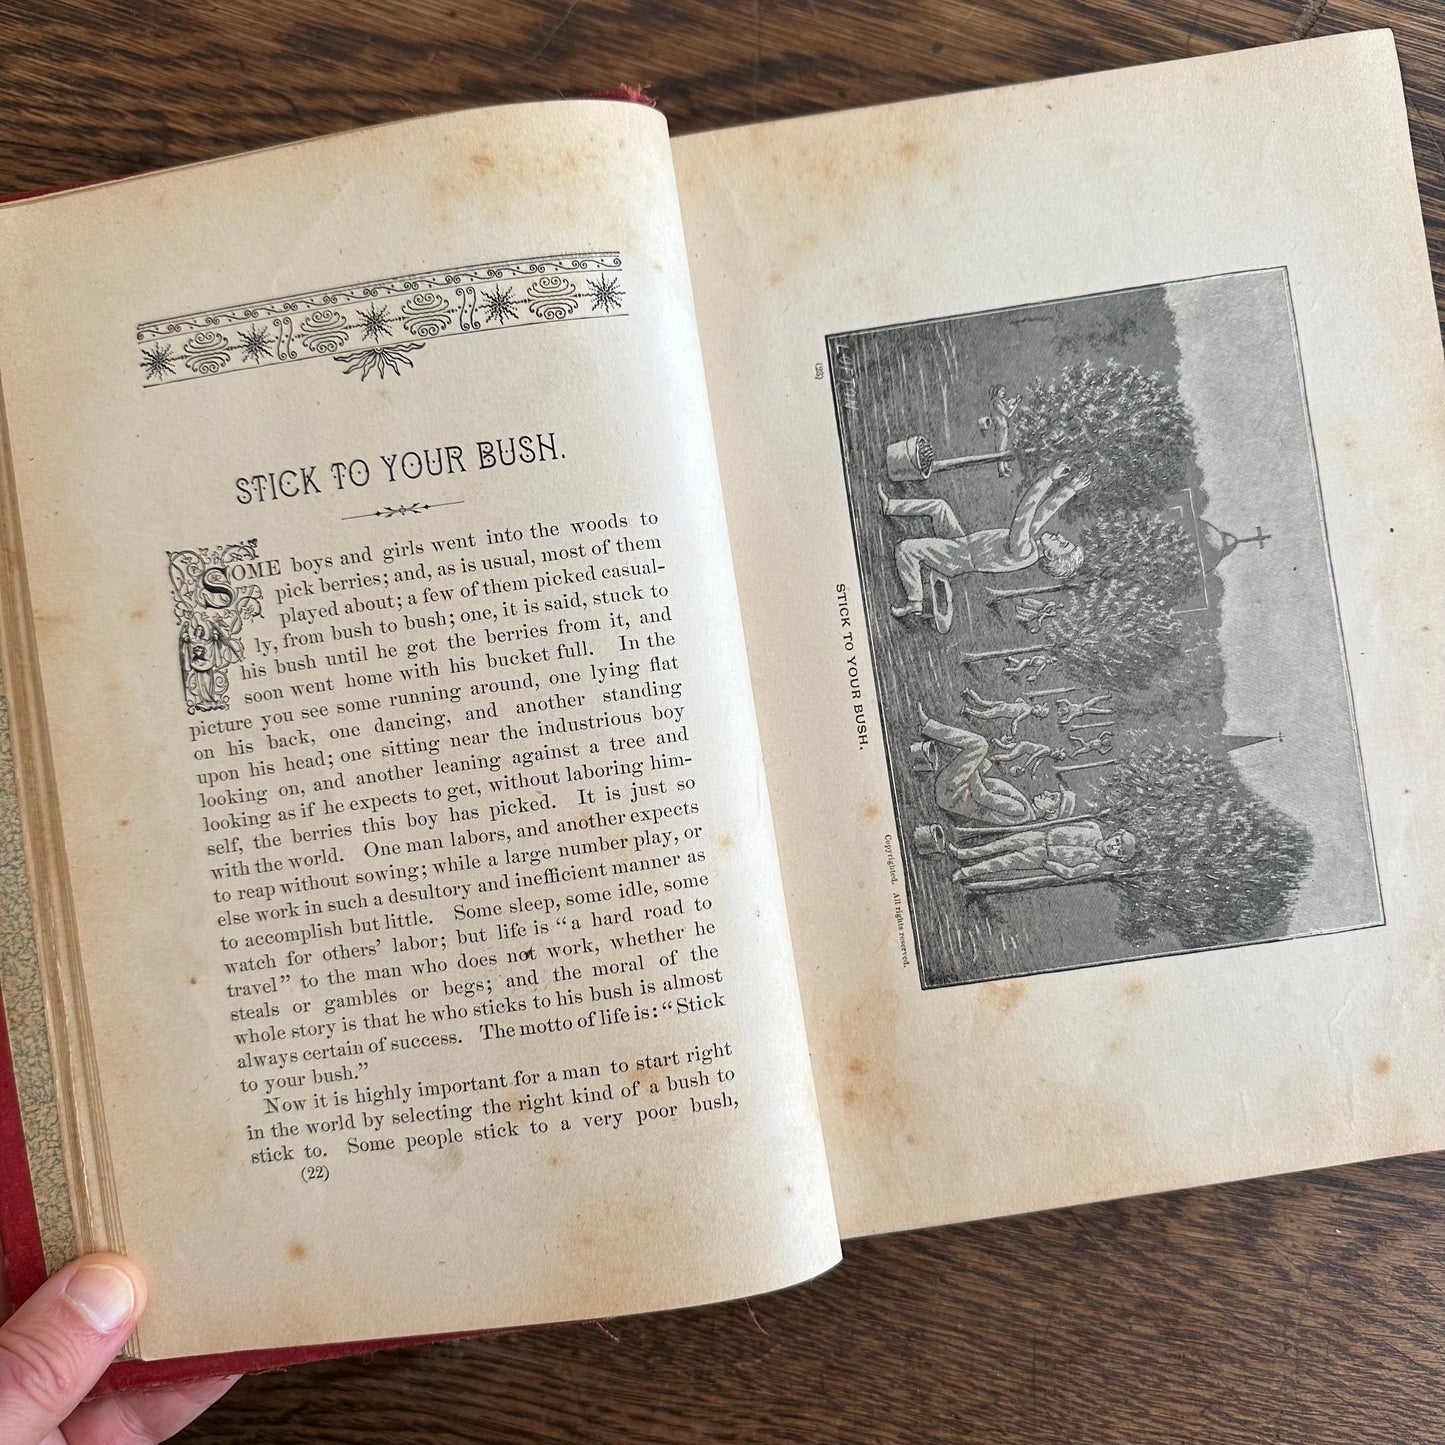 STICK TO YOUR BUSH.
SOME boys and girls went into the woods to
pick berries; and, as is usual, most of them
played about; a few of them picked casual-
ly, from bush to bush; one, it is said, stuck to
his bush until he got the berries from it, and
soon went home with his bucket full. In the
picture you see some running around, one lying flat
on his back, one dancing, and another standing
upon his head; one sitting near the industrious boy
looking on, and another leaning against a tree and
looking as if he expects to get, without laboring him-
self, the berries this boy has picked. It is just so
with the world. One man labors, and another expects
to reap without sowing; while a large number play, or
else work in such a desultory and inefficient manner as
to accomplish but little. Some sleep, some idle, some
watch for others' labor; but life is "a hard road to
travel" to the man who does not work, whether he
steals or gambles or begs; and the moral of the
whole story is that he who sticks to his bush is almost
always certain of success. The motto of life is: "Stick
to your bush."
Now it is highly important for a man to start right
in the world by selecting the right kind of a bush to
stick to. Some people stick to a very poor bush,
(22)
STICK TO YOUR BUSH.
Copyrighted. All rights reserved.